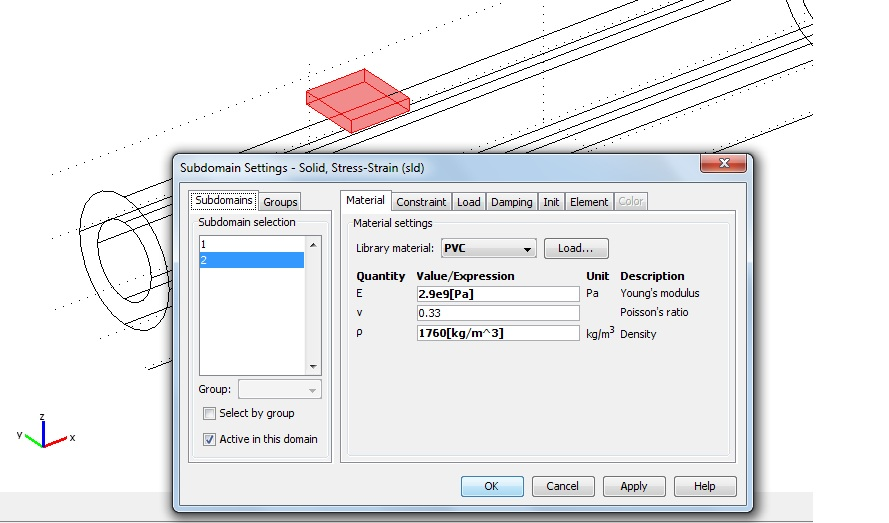 Subdomain Settings - Solid, Stress-Strain (sld)
Subdomains Groups
Material Constraint Load Damping Init Element Color
Subdomain selection
1
2
Group:
Select by group
Active in this domain
Material settings
Library material: PVC Load...
Quantity Value/Expression Unit Description
E 2.9e9[Pa] Pa Young's modulus
ν 0.33 Poisson's ratio
ρ 1760[kg/m^3] kg/m³ Density
z
y x
OK Cancel Apply Help